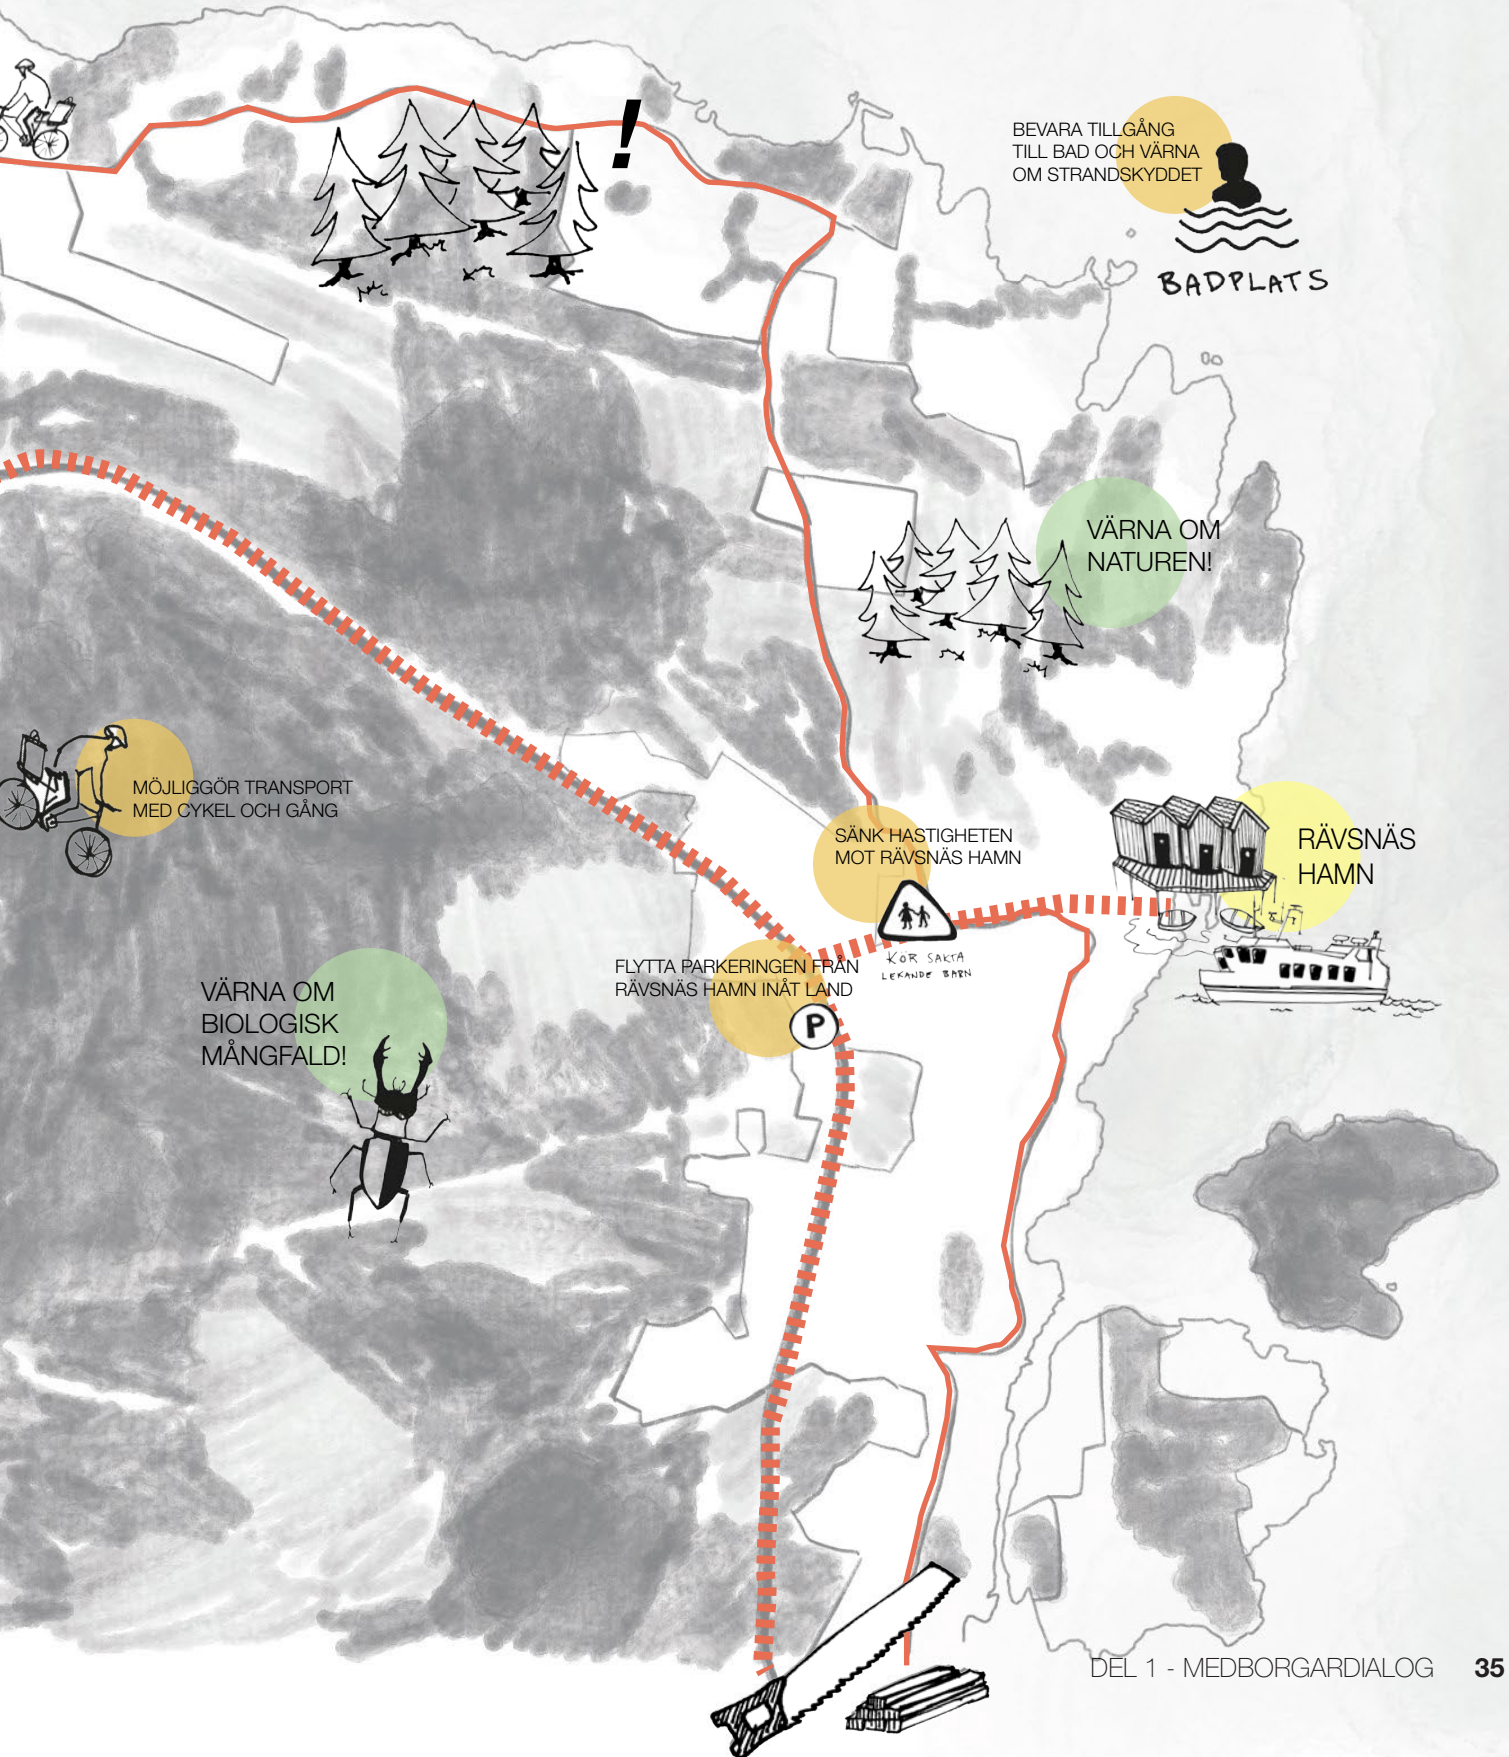 BEVARA TILLGÅNG
TILL BAD OCH VÄRNA
OM STRANDSKYDDET
BADPLATS
!
VÄRNA OM
NATUREN!
MÖJLIGGÖR TRANSPORT
MED CYKEL OCH GÅNG
SÄNK HASTIGHETEN
MOT RÄVSNÄS HAMN
RÄVSNÄS
HAMN
KÖR SAKTA
LEKANDE BARN
FLYTTA PARKERINGEN FRÅN
RÄVSNÄS HAMN INÅT LAND
P
VÄRNA OM
BIOLOGISK
MÅNGFALD!
DEL 1 - MEDBORGARDIALOG 35